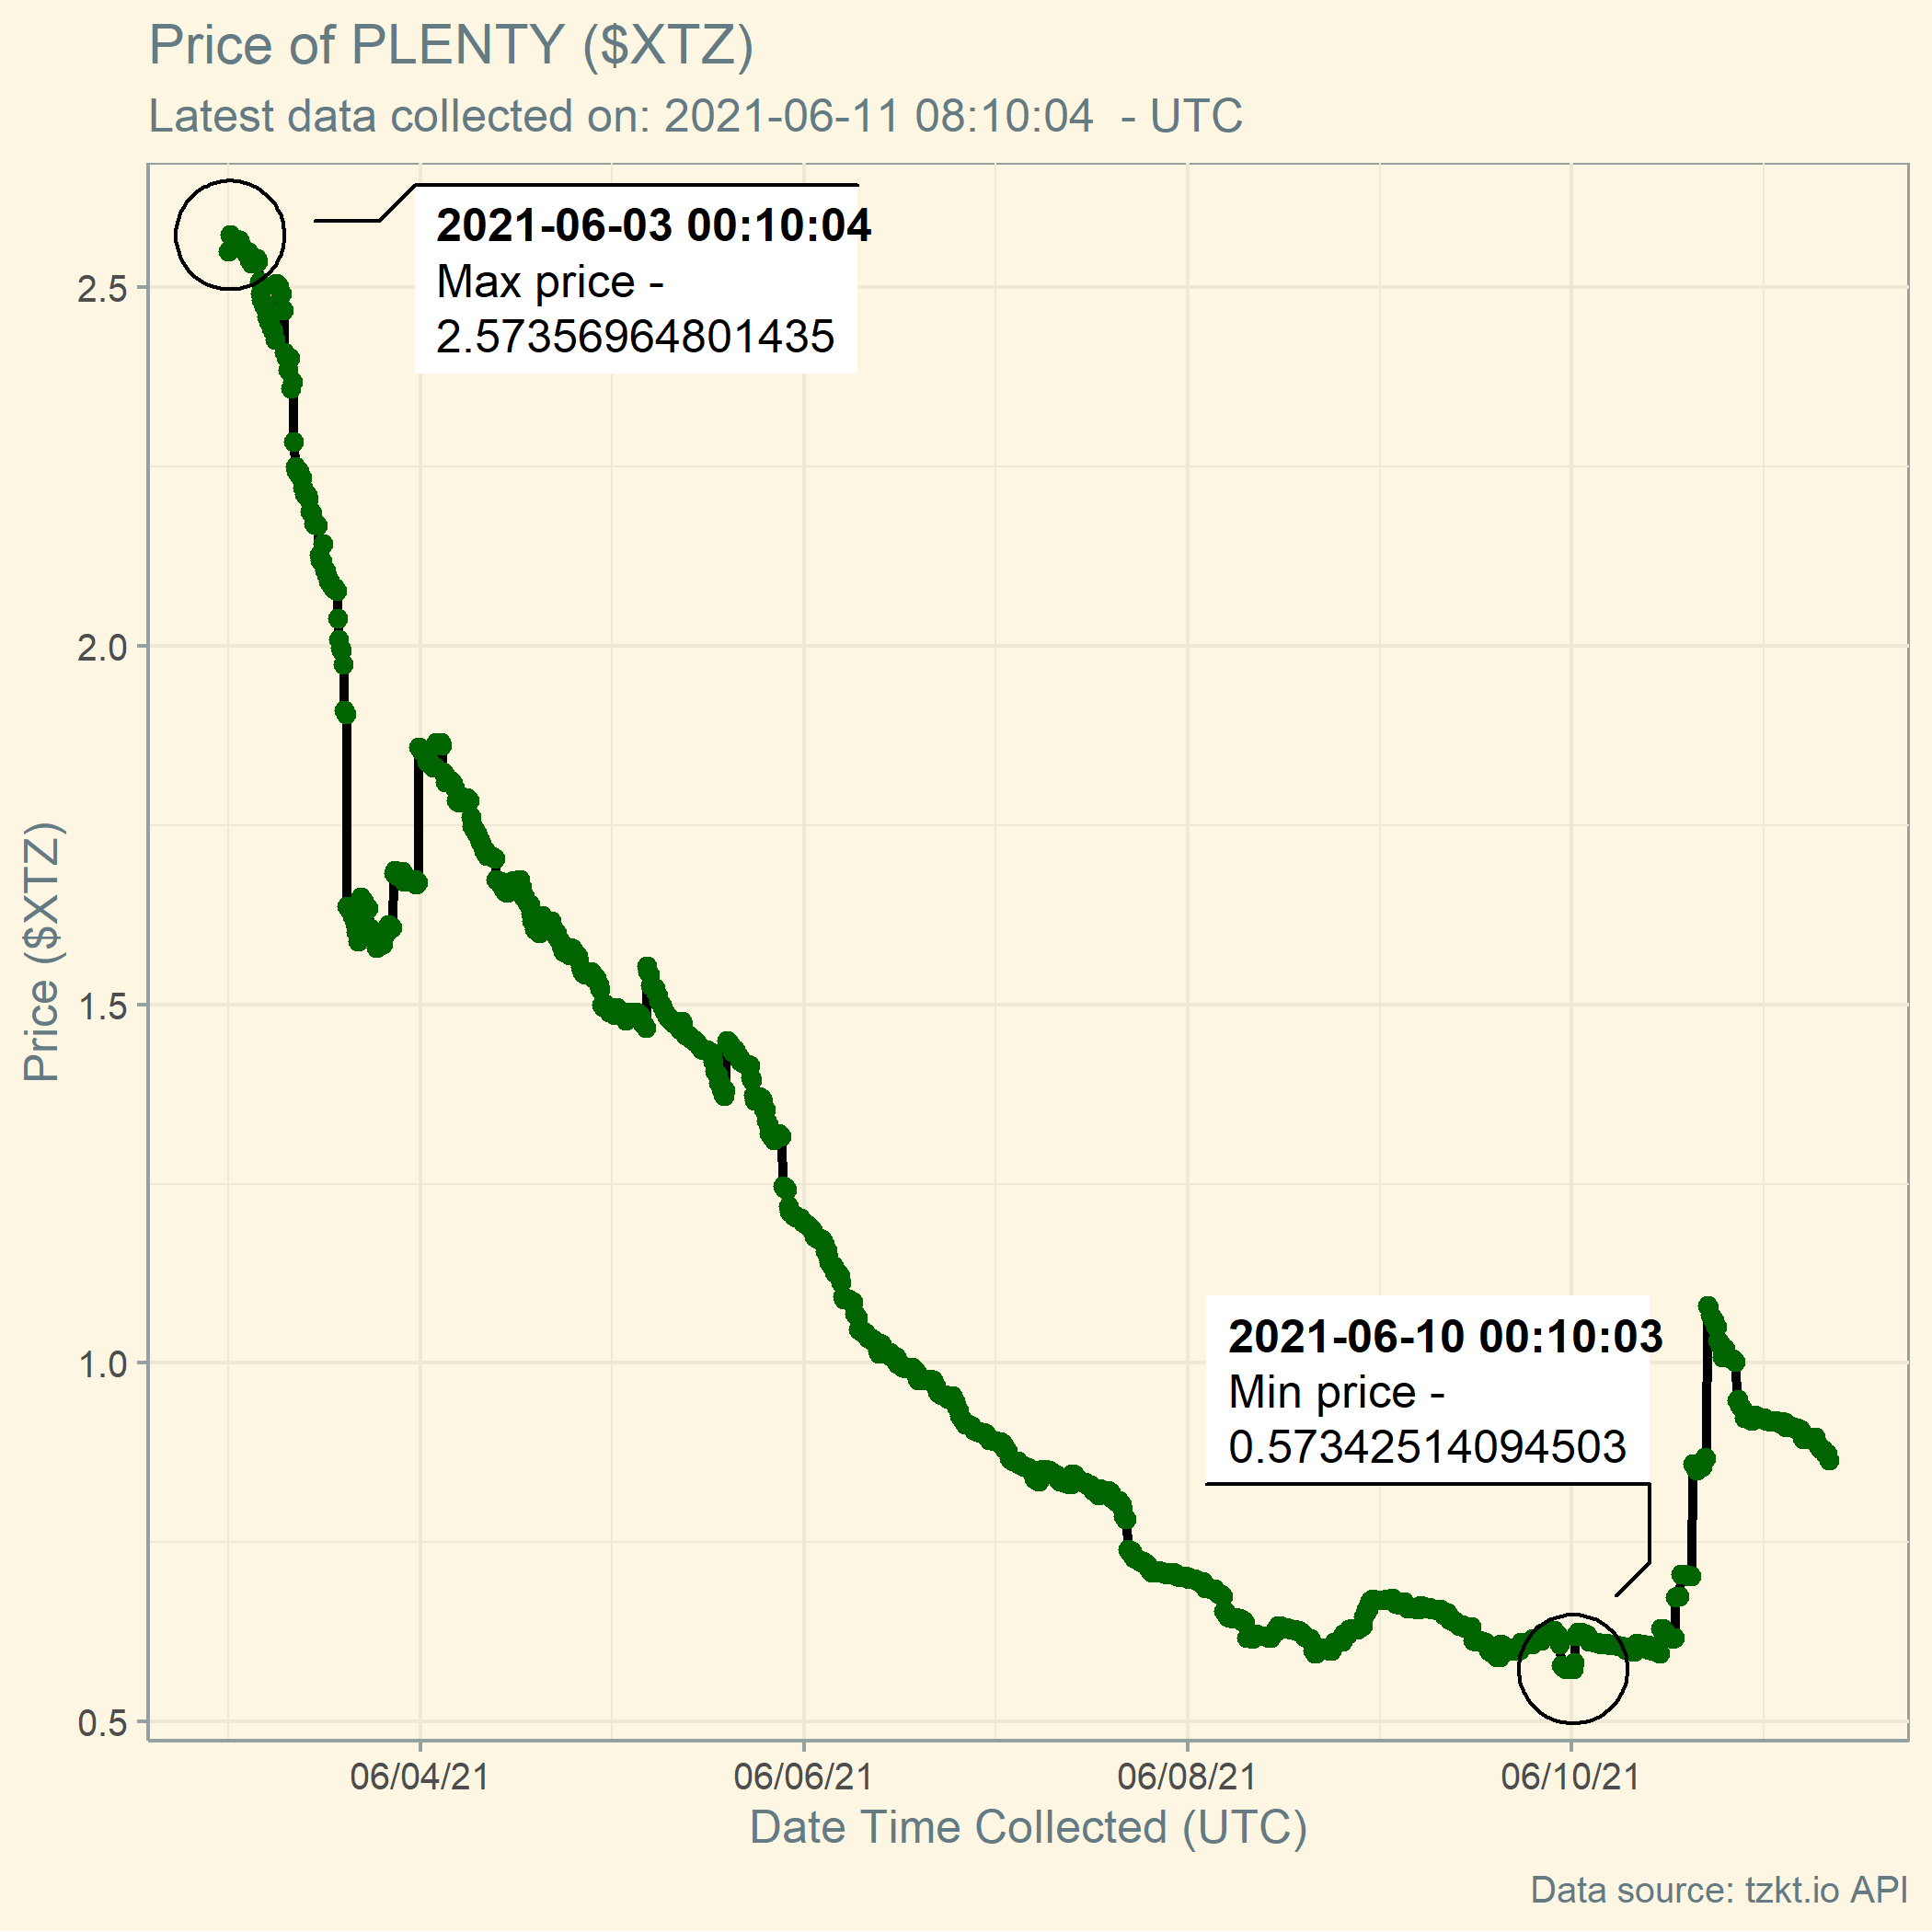 Price of PLENTY ($XTZ)
Latest data collected on: 2021-06-11 08:10:04  - UTC
2021-06-03 00:10:04
Max price -
2.57356964801435
2.5
2.0
1.5
1.0
0.5
Price ($XTZ)
2021-06-10 00:10:03
Min price -
0.57342514094503
06/04/21
06/06/21
06/08/21
06/10/21
Date Time Collected (UTC)
Data source: tzkt.io API